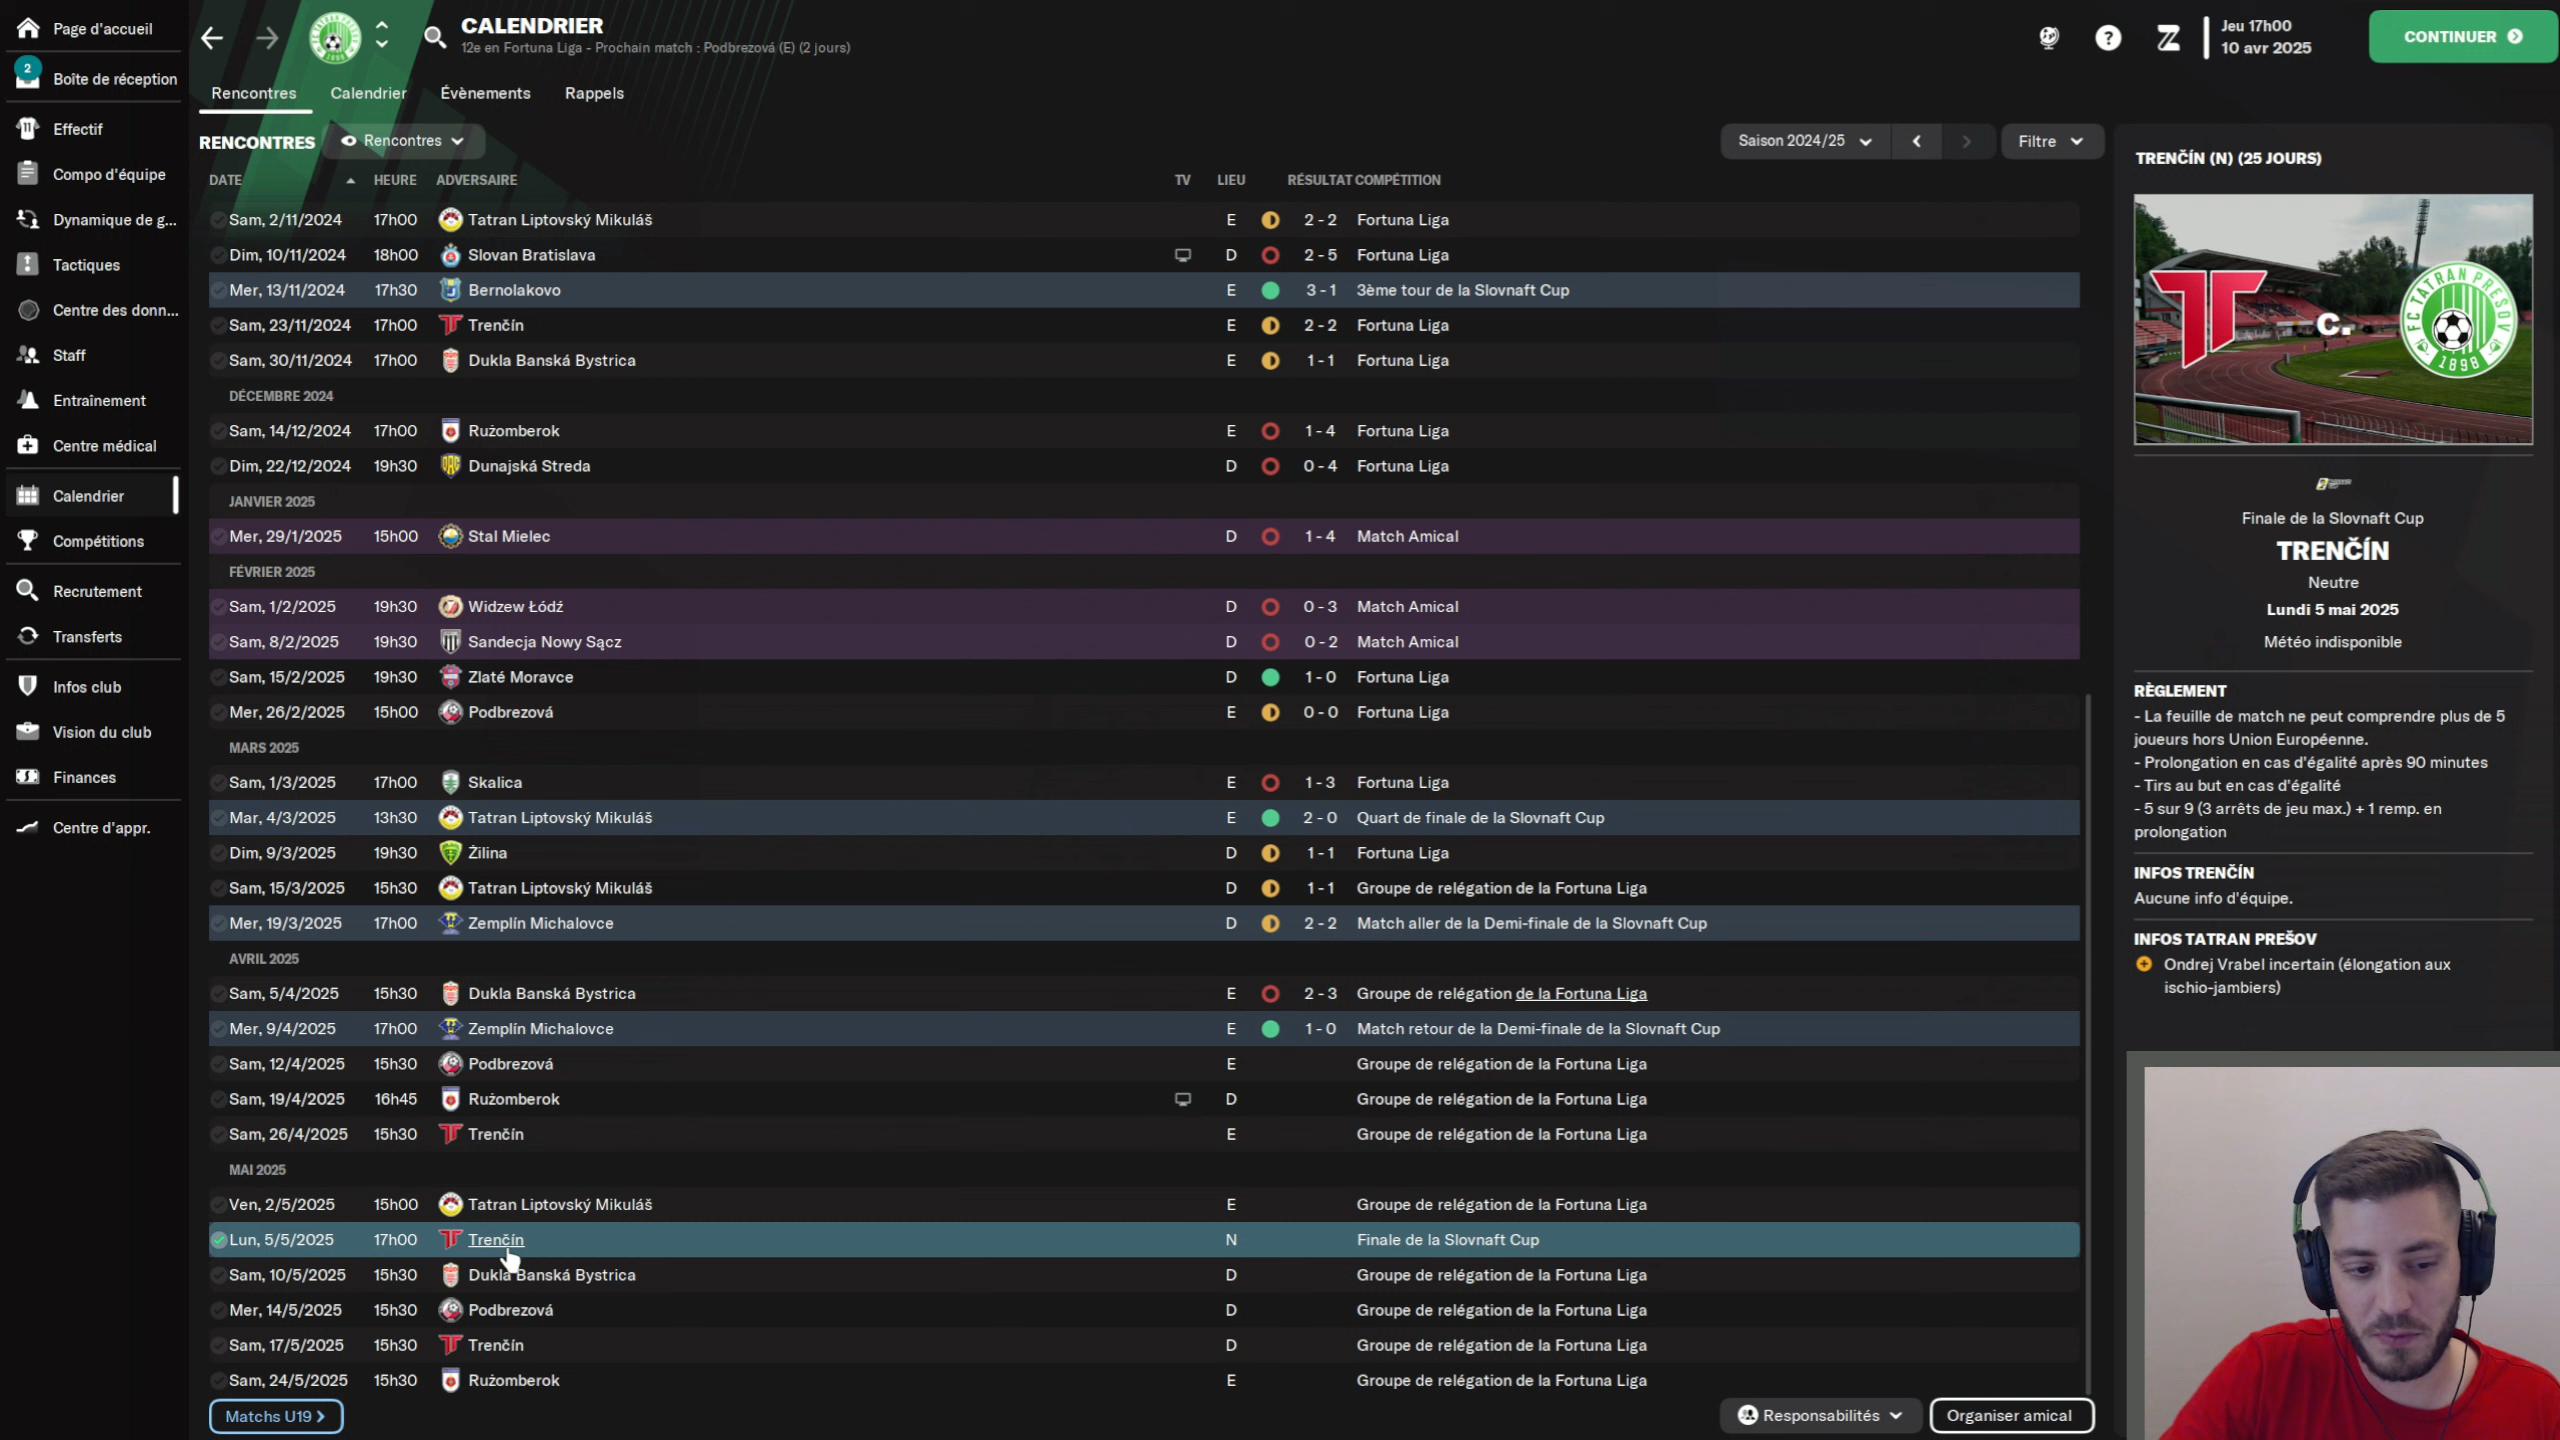 Page d'accueil
2
Boîte de réception
Effectif
Compo d'équipe
Dynamique de g...
Tactiques
Centre des donn...
Staff
Entraînement
Centre médical
Calendrier
Compétitions
Recrutement
Transferts
Infos club
Vision du club
Finances
Centre d'appr.
CALENDRIER
12e en Fortuna Liga - Prochain match : Podbrezová (E) (2 jours)
Jeu 17h00
10 avr 2025
CONTINUER
Rencontres Calendrier Évènements Rappels
RENCONTRES Rencontres Saison 2024/25 Filtre
DATE HEURE ADVERSAIRE TV LIEU RÉSULTAT COMPÉTITION
Sam, 2/11/2024 17h00 Tatran Liptovský Mikuláš E 2 - 2 Fortuna Liga
Dim, 10/11/2024 18h00 Slovan Bratislava D 2 - 5 Fortuna Liga
Mer, 13/11/2024 17h30 Bernolakovo E 3 - 1 3ème tour de la Slovnaft Cup
Sam, 23/11/2024 17h00 Trenčín E 2 - 2 Fortuna Liga
Sam, 30/11/2024 17h00 Dukla Banská Bystrica E 1 - 1 Fortuna Liga
DÉCEMBRE 2024
Sam, 14/12/2024 17h00 Ružomberok E 1 - 4 Fortuna Liga
Dim, 22/12/2024 19h30 Dunajská Streda D 0 - 4 Fortuna Liga
JANVIER 2025
Mer, 29/1/2025 15h00 Stal Mielec D 1 - 4 Match Amical
FÉVRIER 2025
Sam, 1/2/2025 19h30 Widzew Łódź D 0 - 3 Match Amical
Sam, 8/2/2025 19h30 Sandecja Nowy Sącz D 0 - 2 Match Amical
Sam, 15/2/2025 19h30 Zlaté Moravce D 1 - 0 Fortuna Liga
Mer, 26/2/2025 15h00 Podbrezová E 0 - 0 Fortuna Liga
MARS 2025
Sam, 1/3/2025 17h00 Skalica E 1 - 3 Fortuna Liga
Mar, 4/3/2025 13h30 Tatran Liptovský Mikuláš E 2 - 0 Quart de finale de la Slovnaft Cup
Dim, 9/3/2025 19h30 Žilina D 1 - 1 Fortuna Liga
Sam, 15/3/2025 15h30 Tatran Liptovský Mikuláš D 1 - 1 Groupe de relégation de la Fortuna Liga
Mer, 19/3/2025 17h00 Zemplín Michalovce D 2 - 2 Match aller de la Demi-finale de la Slovnaft Cup
AVRIL 2025
Sam, 5/4/2025 15h30 Dukla Banská Bystrica E 2 - 3 Groupe de relégation de la Fortuna Liga
Mer, 9/4/2025 17h00 Zemplín Michalovce E 1 - 0 Match retour de la Demi-finale de la Slovnaft Cup
Sam, 12/4/2025 15h30 Podbrezová E Groupe de relégation de la Fortuna Liga
Sam, 19/4/2025 16h45 Ružomberok D Groupe de relégation de la Fortuna Liga
Sam, 26/4/2025 15h30 Trenčín E Groupe de relégation de la Fortuna Liga
MAI 2025
Ven, 2/5/2025 15h00 Tatran Liptovský Mikuláš E Groupe de relégation de la Fortuna Liga
Lun, 5/5/2025 17h00 Trenčín N Finale de la Slovnaft Cup
Sam, 10/5/2025 15h30 Dukla Banská Bystrica D Groupe de relégation de la Fortuna Liga
Mer, 14/5/2025 15h30 Podbrezová D Groupe de relégation de la Fortuna Liga
Sam, 17/5/2025 15h30 Trenčín D Groupe de relégation de la Fortuna Liga
Sam, 24/5/2025 15h30 Ružomberok E Groupe de relégation de la Fortuna Liga
Matchs U19
Responsabilités
Organiser amical
TRENČÍN (N) (25 JOURS)
c.
FC TATRAN PREŠOV
1898
Finale de la Slovnaft Cup
TRENČÍN
Neutre
Lundi 5 mai 2025
Météo indisponible
RÈGLEMENT
- La feuille de match ne peut comprendre plus de 5
joueurs hors Union Européenne.
- Prolongation en cas d'égalité après 90 minutes
- Tirs au but en cas d'égalité
- 5 sur 9 (3 arrêts de jeu max.) + 1 remp. en
prolongation
INFOS TRENČÍN
Aucune info d'équipe.
INFOS TATRAN PREŠOV
Ondrej Vrabel incertain (élongation aux
ischio-jambiers)